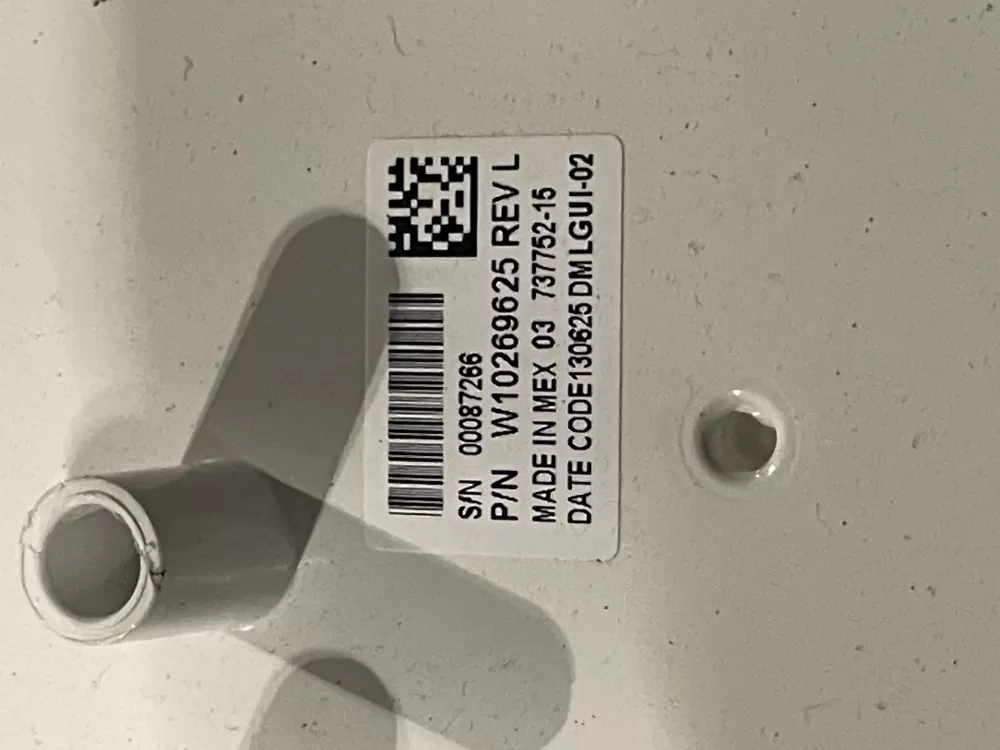 S/N 00087266
P/N W10269625 REV L
MADE IN MEX 03 737752-15
DATE CODE130625 DM LGUI-02